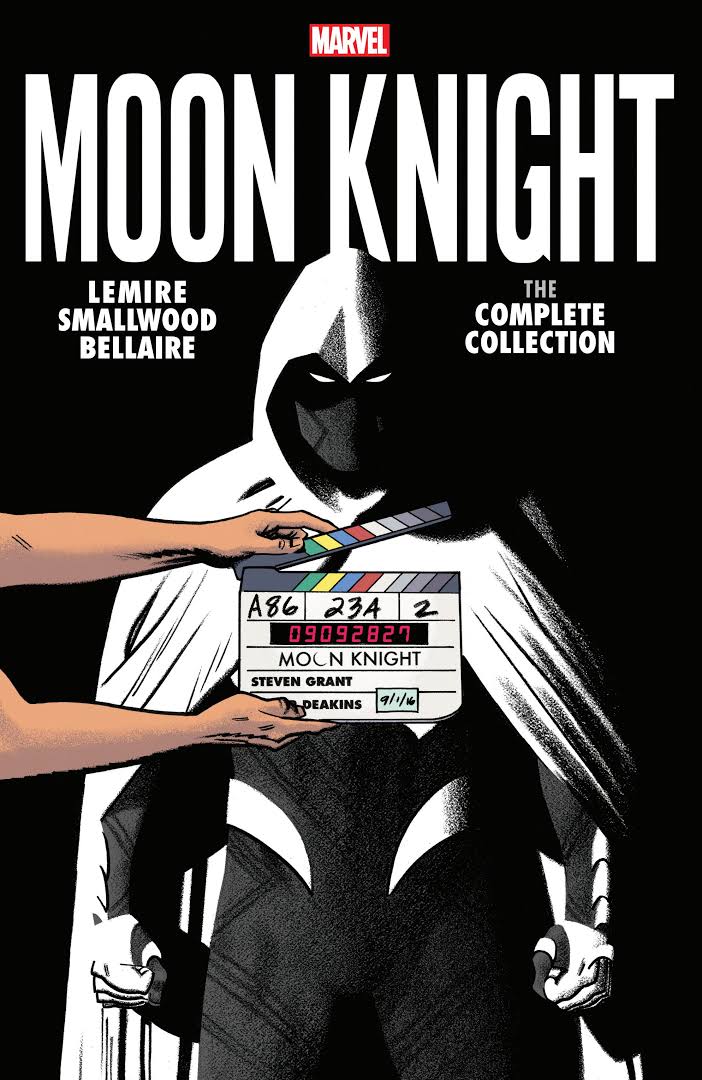 MARVEL
MOON KNIGHT
LEMIRE
SMALLWOOD
BELLAIRE
THE
COMPLETE
COLLECTION
A86 23A 2
09092827
MOON KNIGHT
STEVEN GRANT
DEAKINS 9/1/16